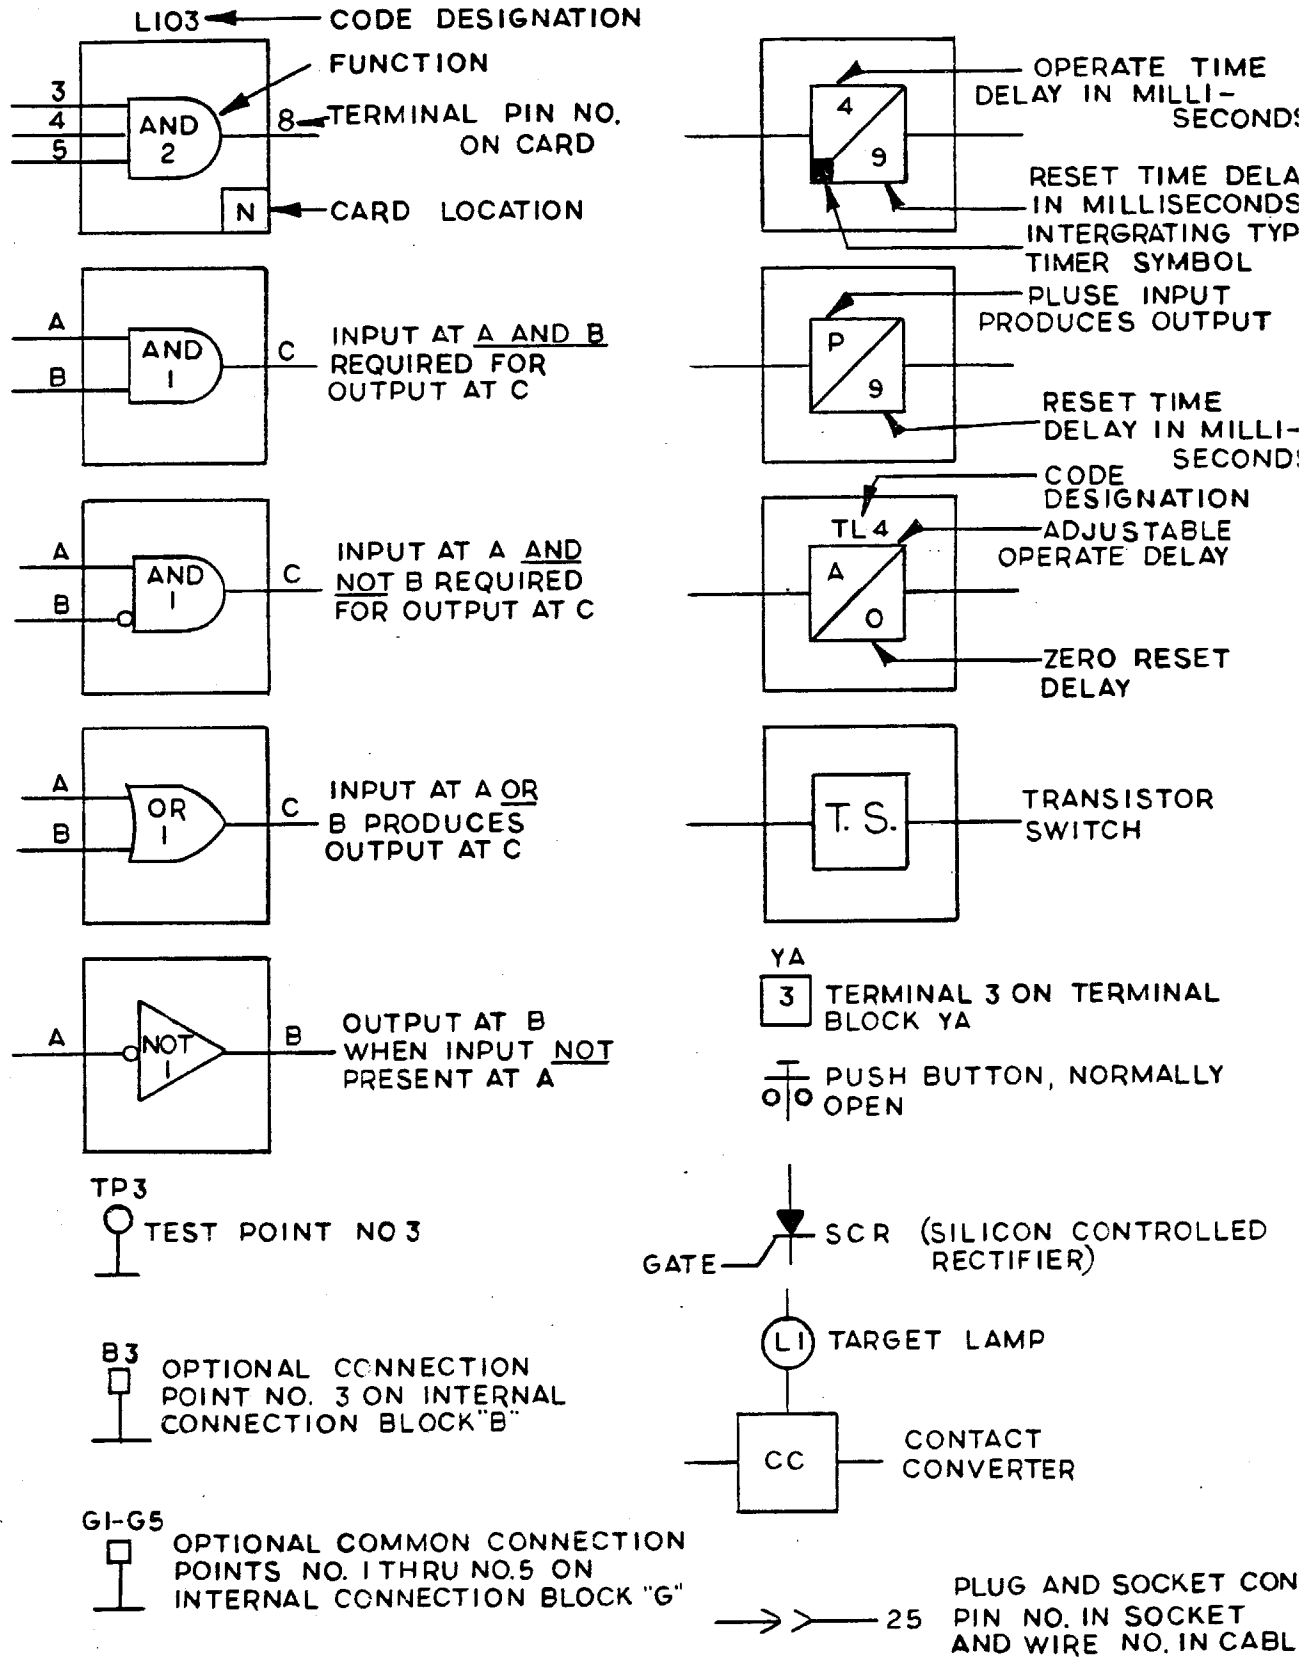 L103
CODE DESIGNATION
FUNCTION
3
4
5
AND
2
8
TERMINAL PIN NO.
ON CARD
N
CARD LOCATION
A
B
AND
1
C
INPUT AT A AND B
REQUIRED FOR
OUTPUT AT C
A
B
AND
1
C
INPUT AT A AND
NOT B REQUIRED
FOR OUTPUT AT C
A
B
OR
1
C
INPUT AT A OR
B PRODUCES
OUTPUT AT C
A
NOT
1
B
OUTPUT AT B
WHEN INPUT NOT
PRESENT AT A
TP3
TEST POINT NO 3
B3
OPTIONAL CONNECTION
POINT NO. 3 ON INTERNAL
CONNECTION BLOCK "B"
G1-G5
OPTIONAL COMMON CONNECTION
POINTS NO. 1 THRU NO.5 ON
INTERNAL CONNECTION BLOCK "G"
4
9
OPERATE TIME
DELAY IN MILLI-
SECONDS
RESET TIME DELA
IN MILLISECONDS
INTERGRATING TYP
TIMER SYMBOL
P
9
PLUSE INPUT
PRODUCES OUTPUT
RESET TIME
DELAY IN MILLI-
SECONDS
CODE
DESIGNATION
TL4
A
0
ADJUSTABLE
OPERATE DELAY
ZERO RESET
DELAY
T. S.
TRANSISTOR
SWITCH
YA
3
TERMINAL 3 ON TERMINAL
BLOCK YA
PUSH BUTTON, NORMALLY
OPEN
GATE
SCR (SILICON CONTROLLED
RECTIFIER)
L1
TARGET LAMP
CC
CONTACT
CONVERTER
25
PLUG AND SOCKET CON
PIN NO. IN SOCKET
AND WIRE NO. IN CABL